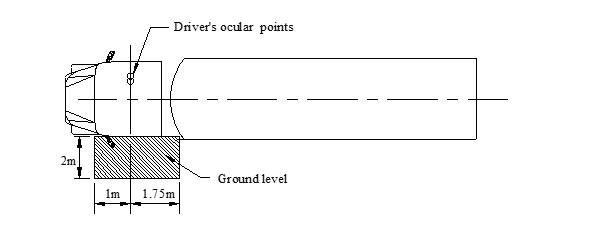 Driver's ocular points
2m
Ground level
1m
1.75m